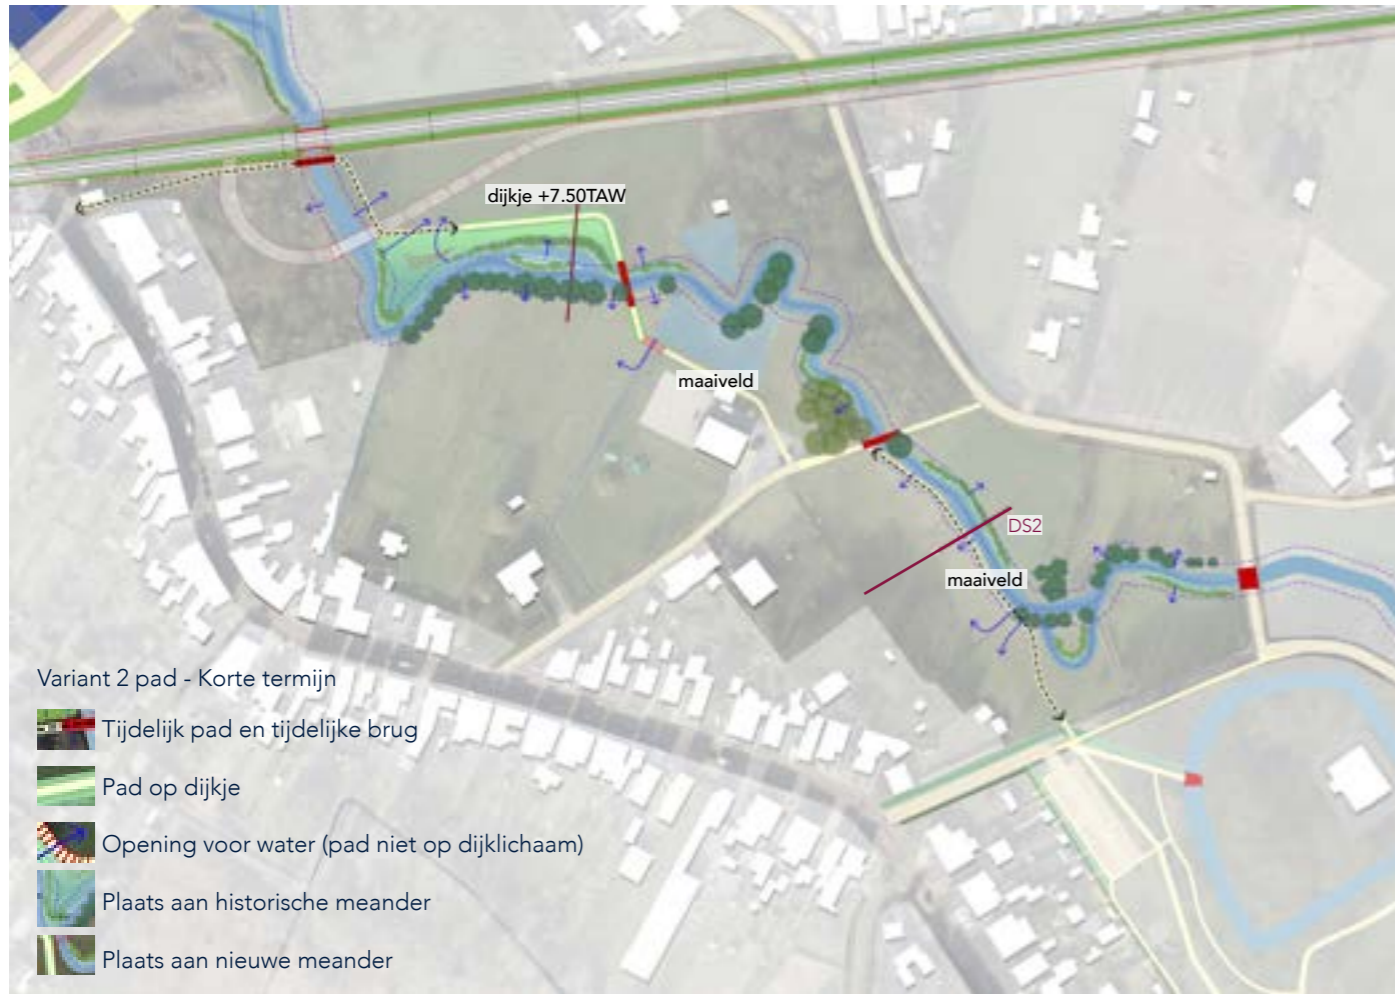 dijkje +7.50TAW
maaiveld
DS2
maaiveld
Variant 2 pad - Korte termijn
Tijdelijk pad en tijdelijke brug
Pad op dijkje
Opening voor water (pad niet op dijklichaam)
Plaats aan historische meander
Plaats aan nieuwe meander